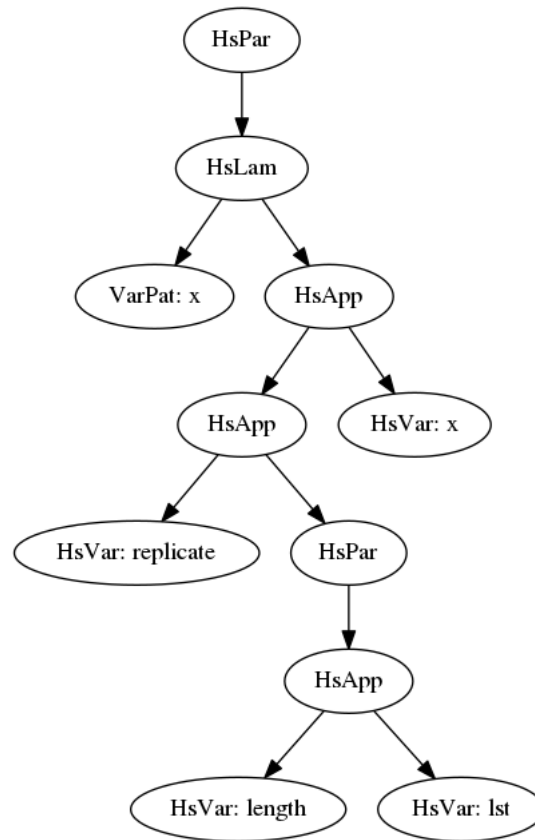 HsPar
HsLam
VarPat: x
HsApp
HsApp
HsVar: x
HsVar: replicate
HsPar
HsApp
HsVar: length
HsVar: lst